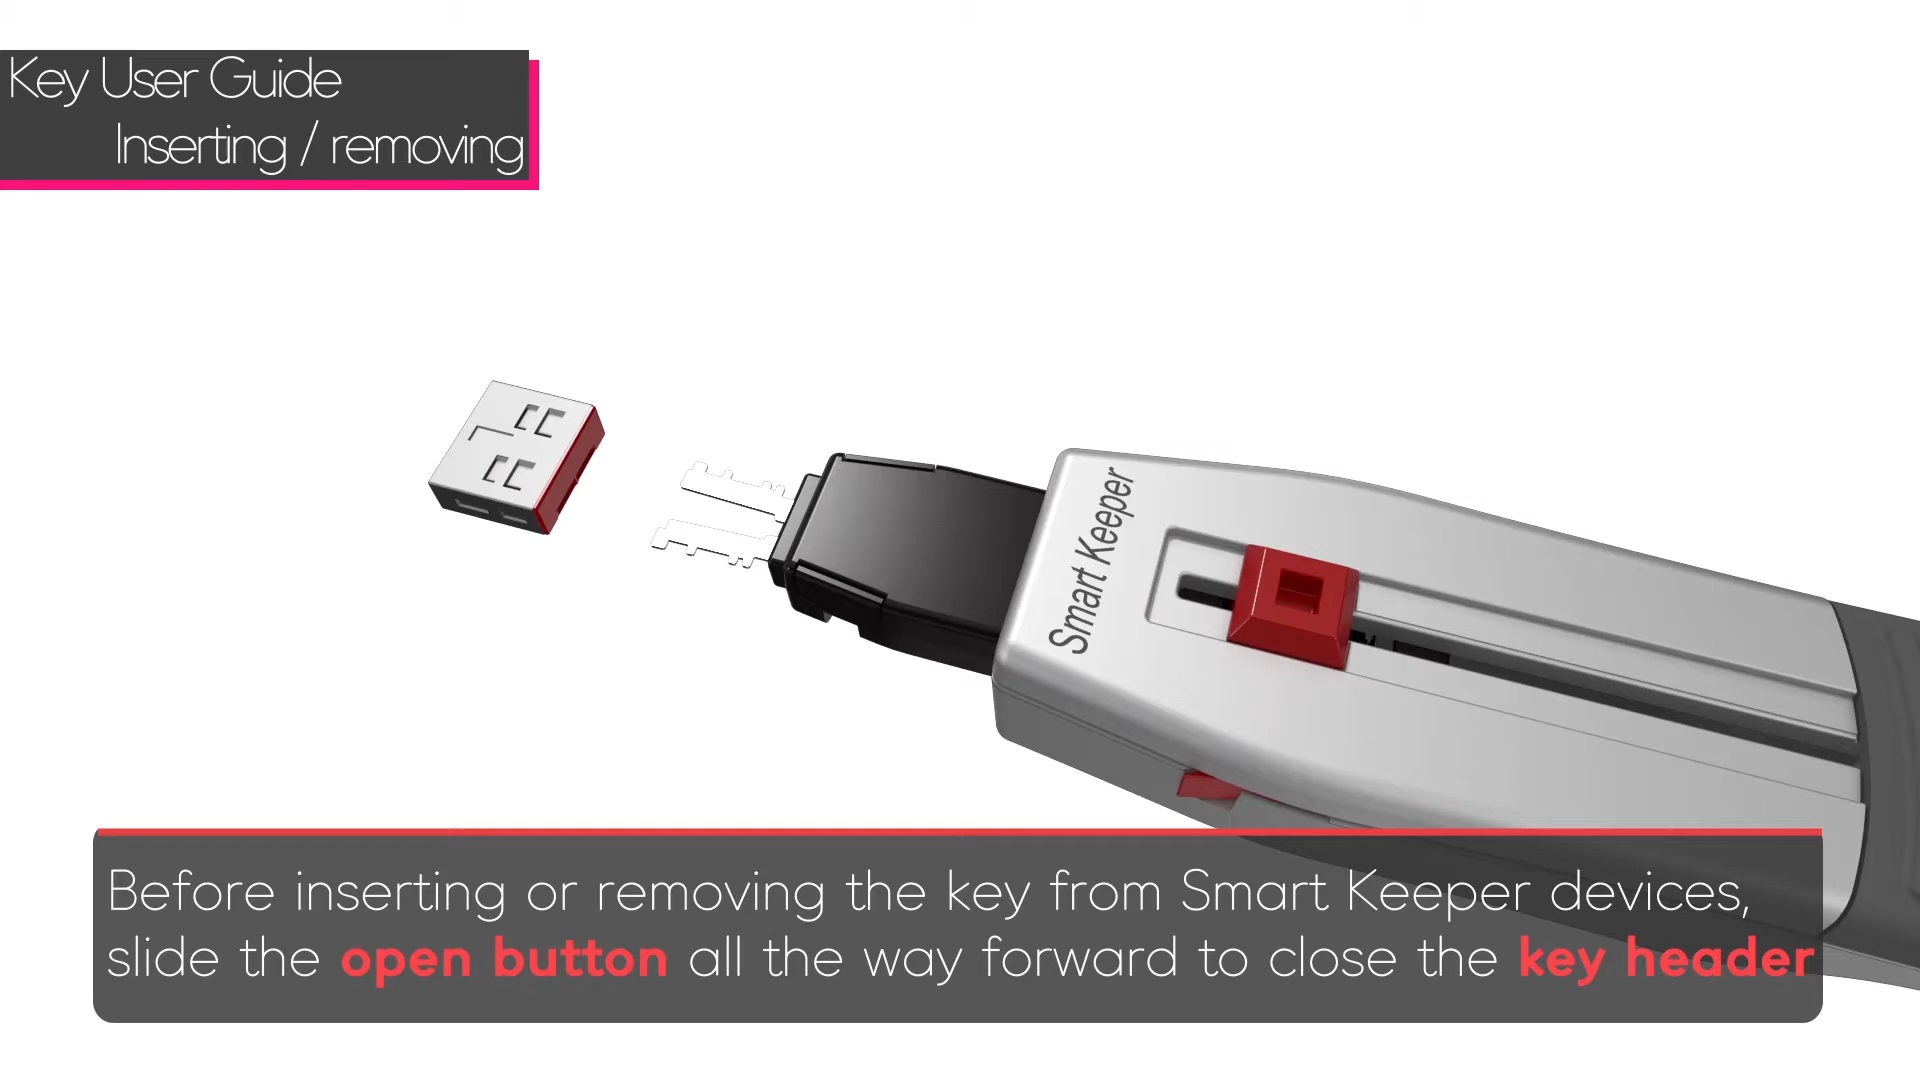 Key User Guide
Inserting / removing
Smart Keeper
Before inserting or removing the key from Smart Keeper devices,
slide the open button all the way forward to close the key header